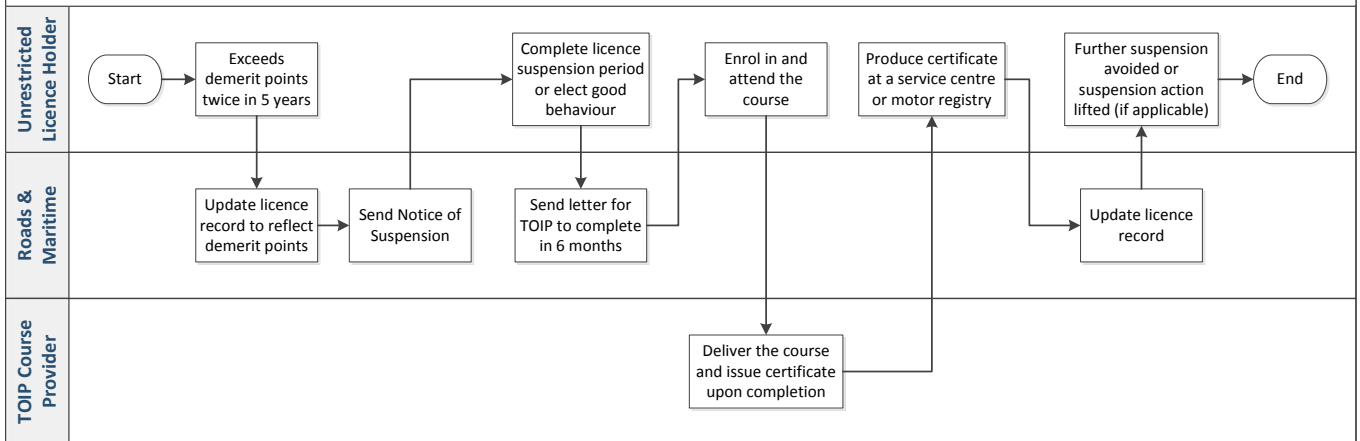 Unrestricted
Licence Holder
Start
Exceeds
demerit points
twice in 5 years
Complete licence
suspension period
or elect good
behaviour
Enrol in and
attend the
course
Produce certificate
at a service centre
or motor registry
Further suspension
avoided or
suspension action
lifted (if applicable)
End
Roads &
Maritime
Update licence
record to reflect
demerit points
Send Notice of
Suspension
Send letter for
TOIP to complete
in 6 months
Update licence
record
TOIP Course
Provider
Deliver the course
and issue certificate
upon completion